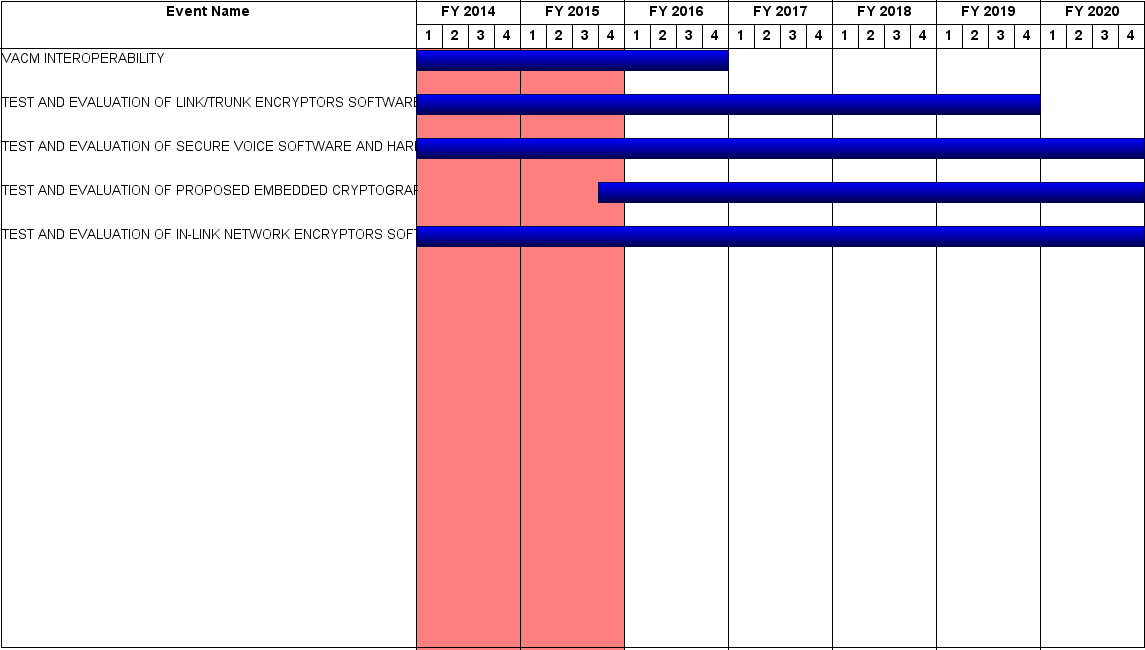 Event Name FY 2014 FY 2015 FY 2016 FY 2017 FY 2018 FY 2019 FY 2020
1 2 3 4 1 2 3 4 1 2 3 4 1 2 3 4 1 2 3 4 1 2 3 4 1 2 3 4
VACM INTEROPERABILITY
TEST AND EVALUATION OF LINK/TRUNK ENCRYPTORS SOFTWARE
TEST AND EVALUATION OF SECURE VOICE SOFTWARE AND HAR
TEST AND EVALUATION OF PROPOSED EMBEDDED CRYPTOGRAP
TEST AND EVALUATION OF IN-LINK NETWORK ENCRYPTORS SOFT